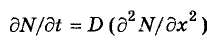 ∂N/∂t = D (∂²N/∂x²)